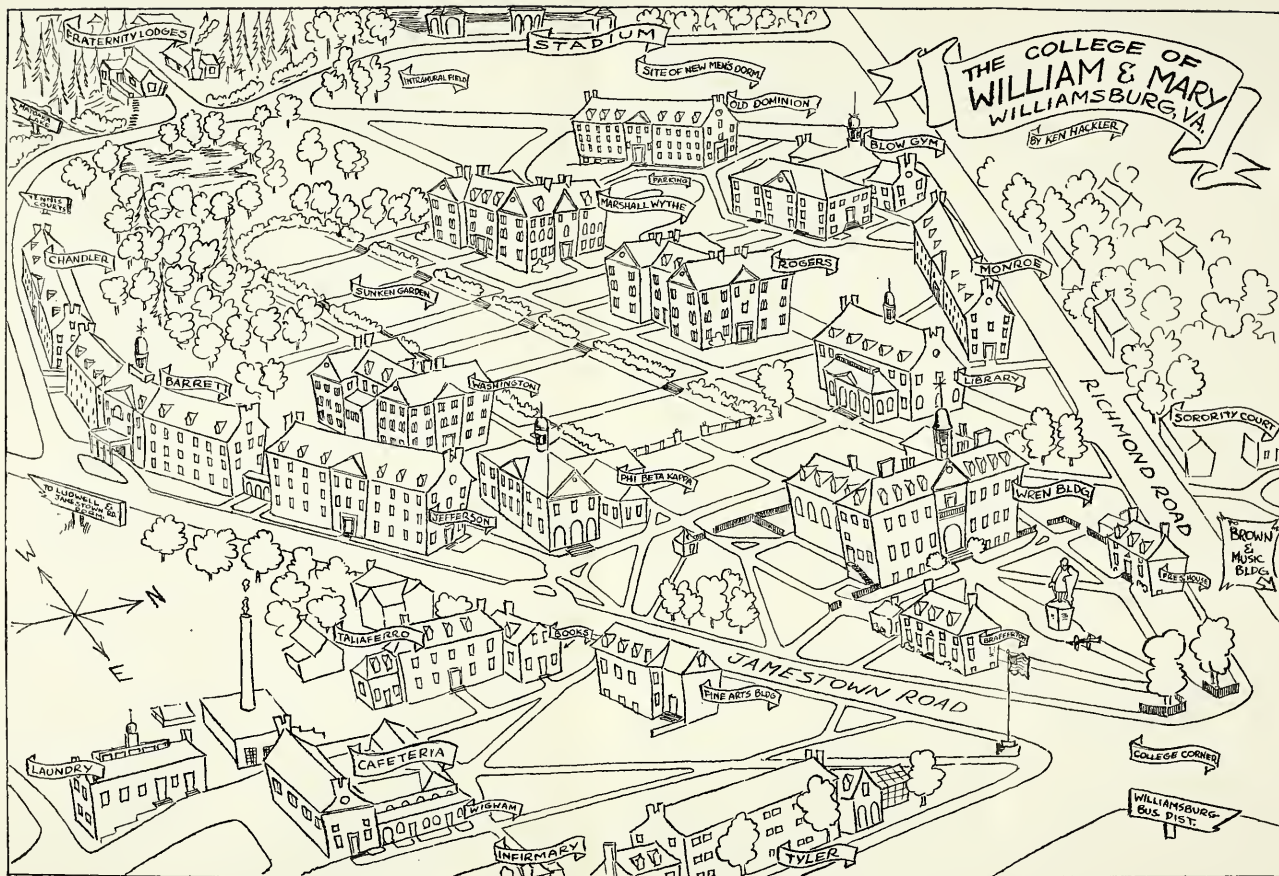 FRATERNITY LODGES
STADIUM
THE COLLEGE OF
WILLIAM & MARY
WILLIAMSBURG, VA.
BY KEN HACKLER
INTRAMURAL FIELD
SITE OF NEW MEN'S DORM
OLD DOMINION
BLOW GYM
PARKING
MARSHALL WYTHE
TENNIS
COURTS
CHANDLER
SUNKEN GARDEN
ROGERS
MONROE
BARRET
WASHINGTON
LIBRARY
RICHMOND ROAD
SORORITY COURT
PHI BETA KAPPA
WREN BLDG
TO LUDWELL &
JAMESTOWN RD.
JEFFERSON
TO
BROWN
&
MUSIC
BLDG
PRES. HOUSE
W
N
E
TALIAFERRO
BOOKS
BRAFFERTON
JAMESTOWN ROAD
FINE ARTS BLDG
LAUNDRY
CAFETERIA
COLLEGE CORNER
WIGWAM
WILLIAMSBURG
BUS. DIST.
INFIRMARY
TYLER